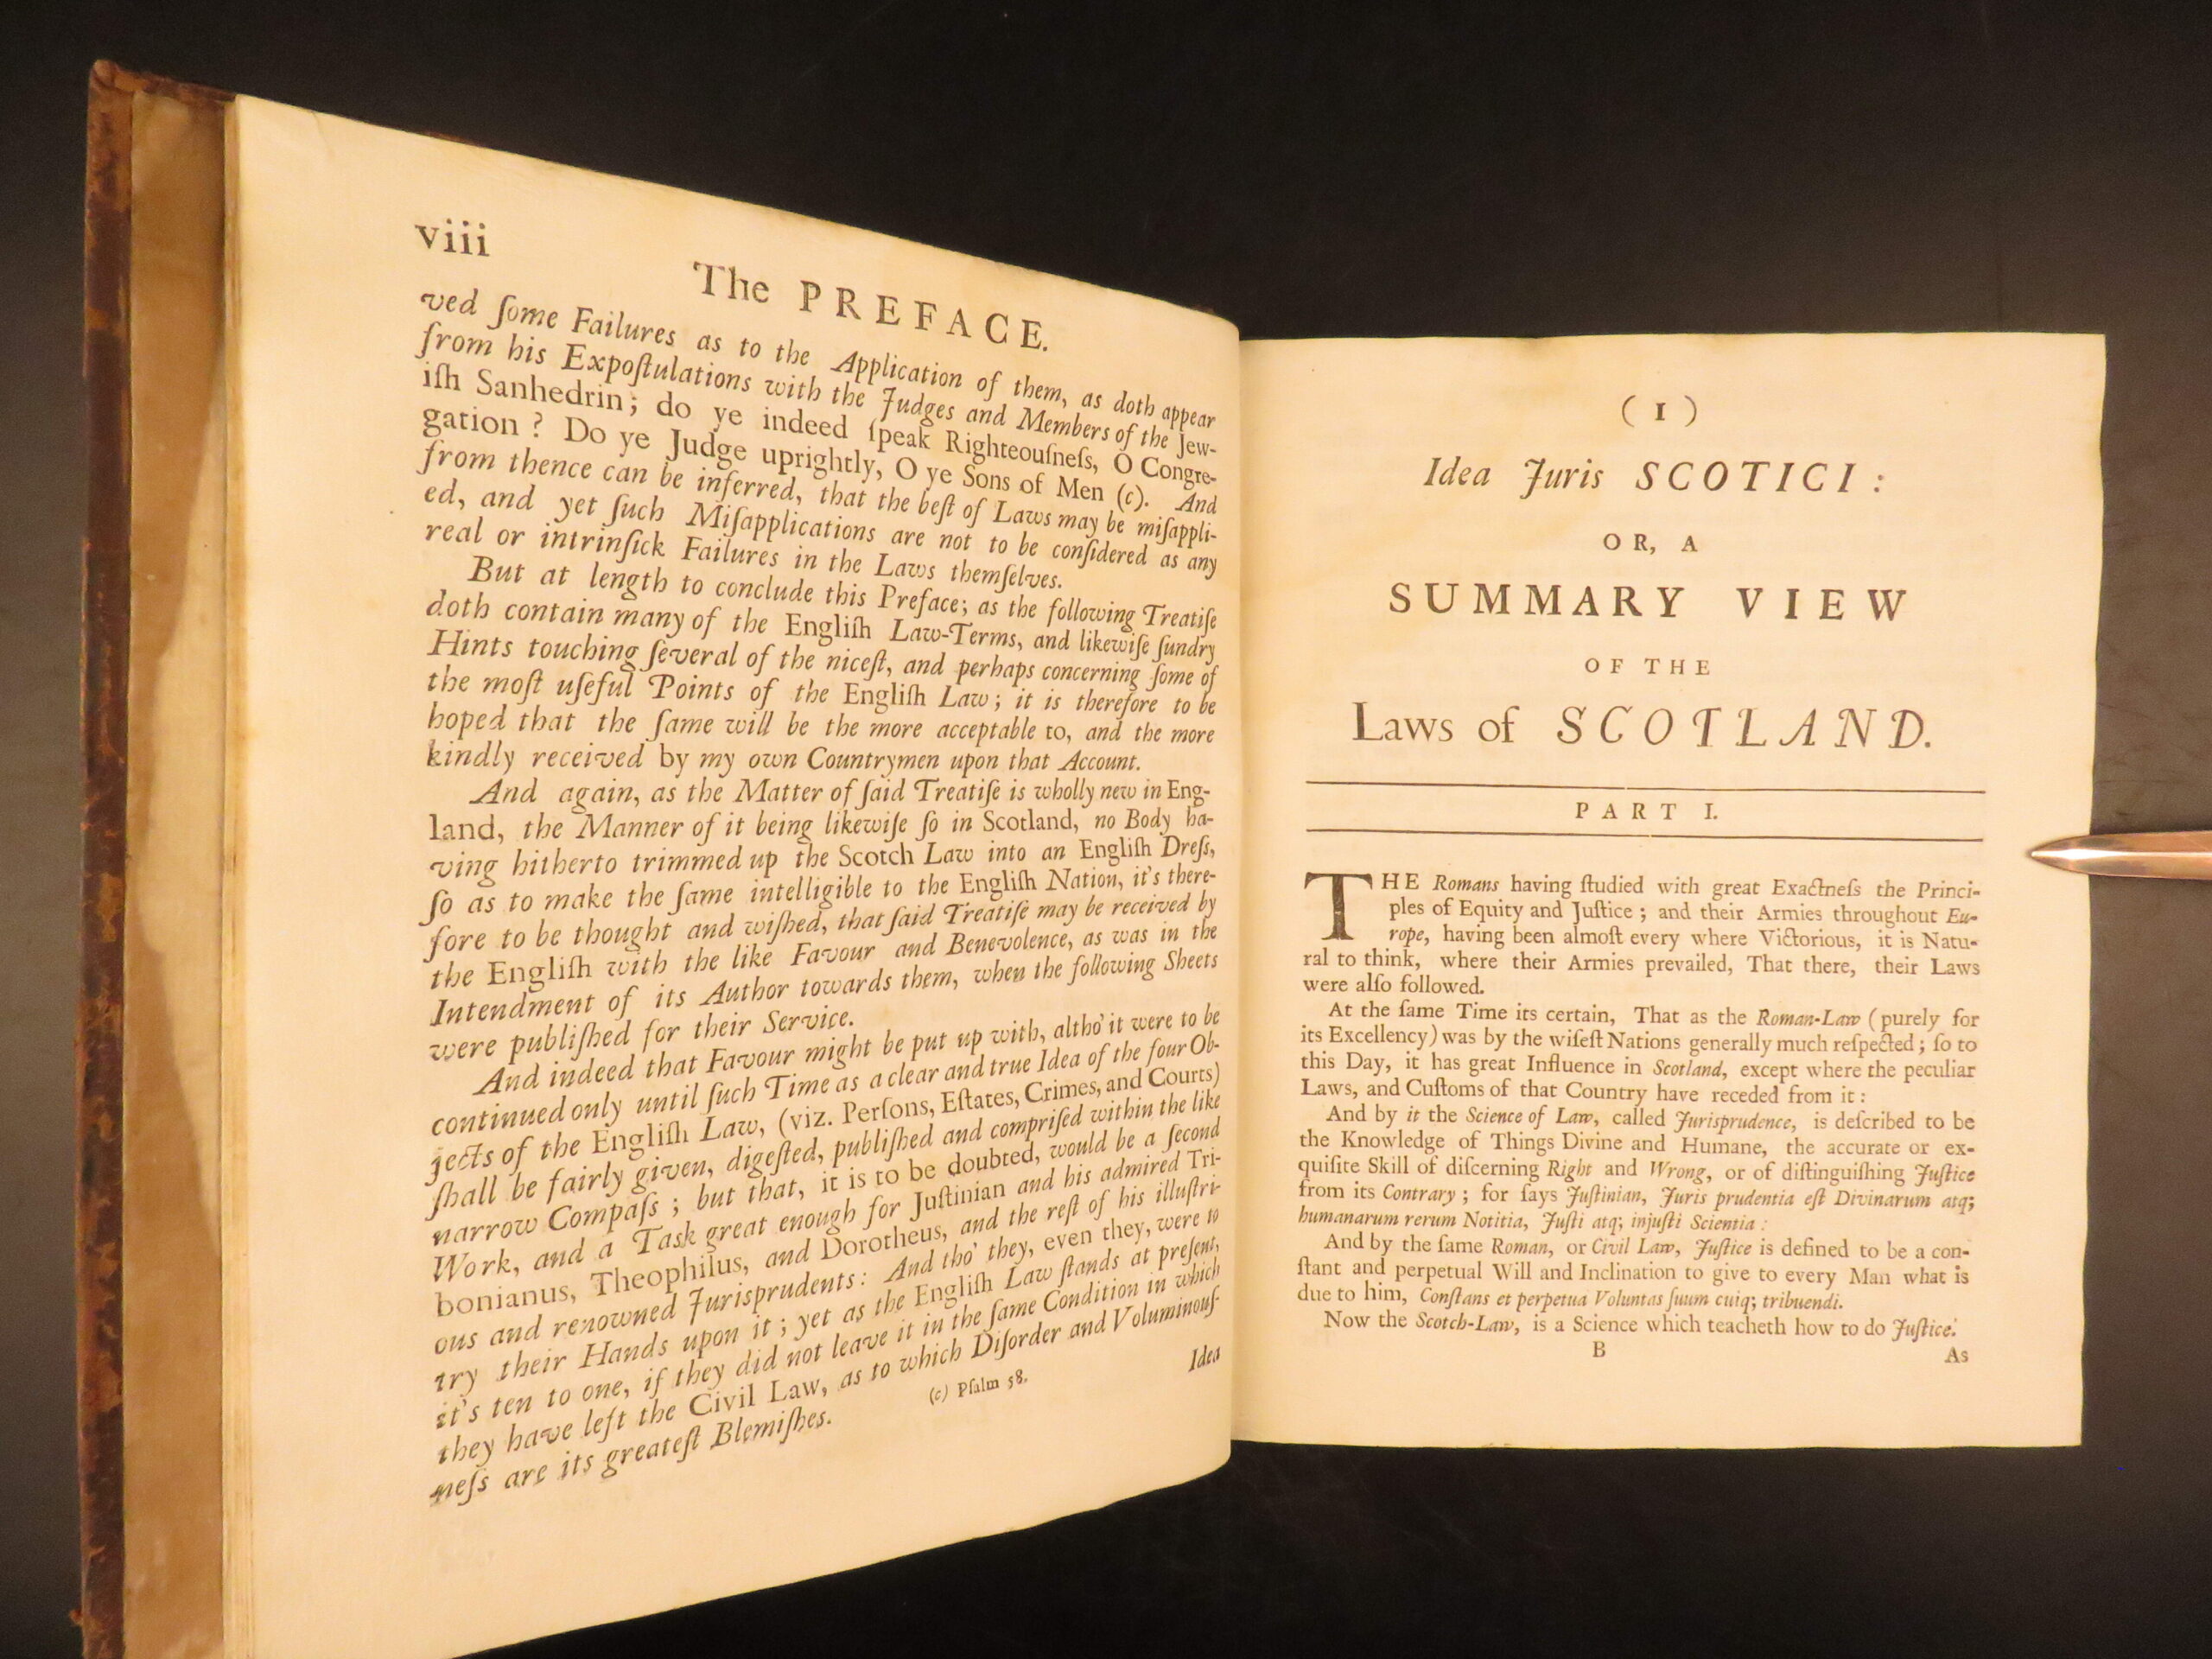 viii
The PREFACE.
ved ſome Failures as to the Application of them, as doth appear
from his Expoſtulations with the Judges and Members of the Jew-
iſh Sanhedrin; do ye indeed ſpeak Righteouſneſs, O Congre-
gation? Do ye Judge uprightly, O ye Sons of Men (c). And
from thence can be inferred, that the beſt of Laws may be miſappli-
ed, and yet ſuch Miſapplications are not to be conſidered as any
real or intrinſick Failures in the Laws themſelves.
But at length to conclude this Preface; as the following Treatiſe
doth contain many of the Engliſh Law-Terms, and likewiſe ſundry
Hints touching ſeveral of the niceſt, and perhaps concerning ſome of
the moſt uſeful Points of the Engliſh Law; it is therefore to be
hoped that the ſame will be the more acceptable to, and the more
kindly received by my own Countrymen upon that Account.
And again, as the Matter of ſaid Treatiſe is wholly new in Eng-
land, the Manner of it being likewiſe ſo in Scotland, no Body ha-
ving hitherto trimmed up the Scotch Law into an Engliſh Dreſs,
ſo as to make the ſame intelligible to the Engliſh Nation, it's there-
fore to be thought and wiſhed, that ſaid Treatiſe may be received by
the Engliſh with the like Favour and Benevolence, as was in the
Intendment of its Author towards them, when the following Sheets
were publiſhed for their Service.
And indeed that Favour might be put up with, altho' it were to be
continued only until ſuch Time as a clear and true Idea of the four Ob-
jects of the Engliſh Law, (viz. Perſons, Eſtates, Crimes, and Courts)
ſhall be fairly given, digeſted, publiſhed and compriſed within the like
narrow Compaſs; but that, it is to be doubted, would be a ſecond
Work, and a Task great enough for Juſtinian and his admired Tri-
bonianus, Theophilus, and Dorotheus, and the reſt of his illuſtri-
ous and renowned Jurisprudents: And tho' they, even they, were to
try their Hands upon it; yet as the Engliſh Law ſtands at preſent,
it's ten to one, if they did not leave it in the ſame Condition in which
they have left the Civil Law, as to which Diſorder and Voluminouſ-
neſs are its greateſt Blemiſhes.
(c) Pſalm 58.
Idea
(1)
Idea Juris SCOTICI:
OR, A
SUMMARY VIEW
OF THE
Laws of SCOTLAND.
PART I.
THE Romans having ſtudied with great Exactneſs the Princi-
ples of Equity and Juſtice; and their Armies throughout Eu-
rope, having been almoſt every where Victorious, it is Natu-
ral to think, where their Armies prevailed, That there, their Laws
were alſo followed.
At the ſame Time its certain, That as the Roman-Law (purely for
its Excellency) was by the wiſeſt Nations generally much reſpected; ſo to
this Day, it has great Influence in Scotland, except where the peculiar
Laws, and Cuſtoms of that Country have receded from it:
And by it the Science of Law, called Jurisprudence, is deſcribed to be
the Knowledge of Things Divine and Humane, the accurate or ex-
quiſite Skill of diſcerning Right and Wrong, or of diſtinguiſhing Juſtice
from its Contrary; for ſays Juſtinian, Juris prudentia eſt Divinarum atq;
humanarum rerum Notitia, Juſti atq; injuſti Scientia:
And by the ſame Roman, or Civil Law, Juſtice is defined to be a con-
ſtant and perpetual Will and Inclination to give to every Man what is
due to him, Conſtans et perpetua Voluntas ſuum cuiq; tribuendi.
Now the Scotch-Law, is a Science which teacheth how to do Juſtice.
B
As